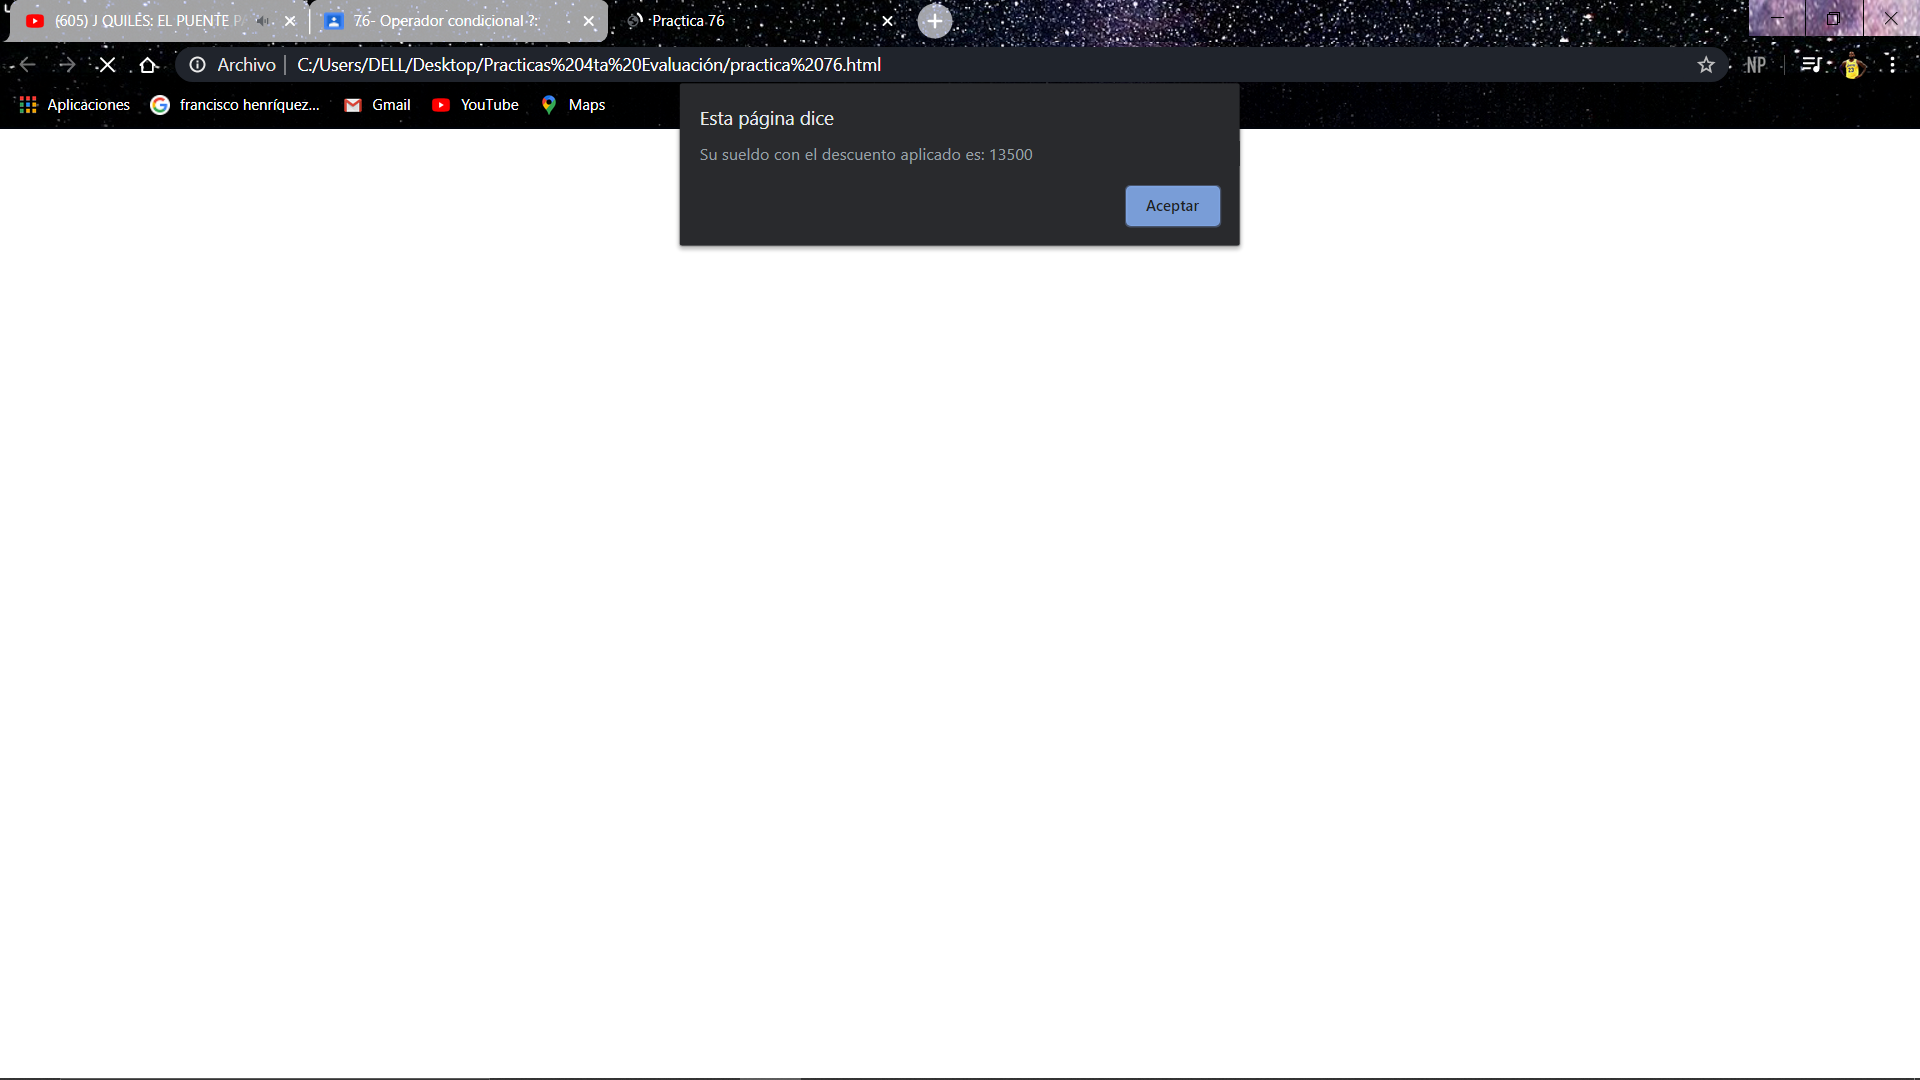 (605) J QUILES: EL PUENTE P
76- Operador condicional ?:
Practica 76
Archivo | C:/Users/DELL/Desktop/Practicas%204ta%20Evaluación/practica%2076.html
NP
Aplicaciones
francisco henríquez...
Gmail
YouTube
Maps
Esta página dice
Su sueldo con el descuento aplicado es: 13500
Aceptar